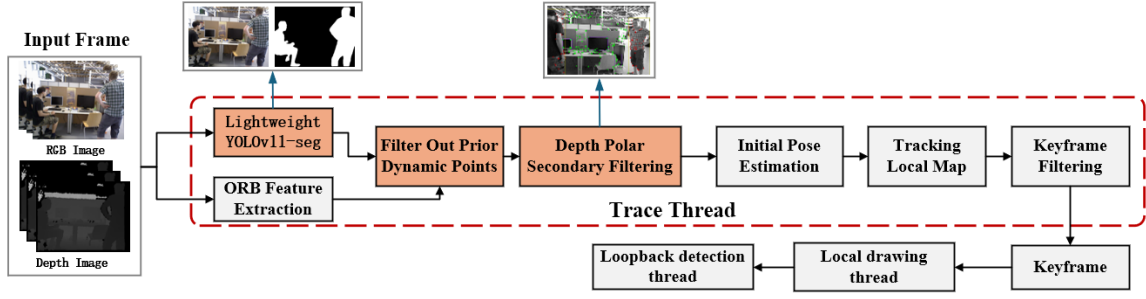 Input Frame
RGB Image
Depth Image
Lightweight
YOLOv11-seg
ORB Feature
Extraction
Filter Out Prior
Dynamic Points
Depth Polar
Secondary Filtering
Initial Pose
Estimation
Tracking
Local Map
Keyframe
Filtering
Trace Thread
Loopback detection
thread
Local drawing
thread
Keyframe